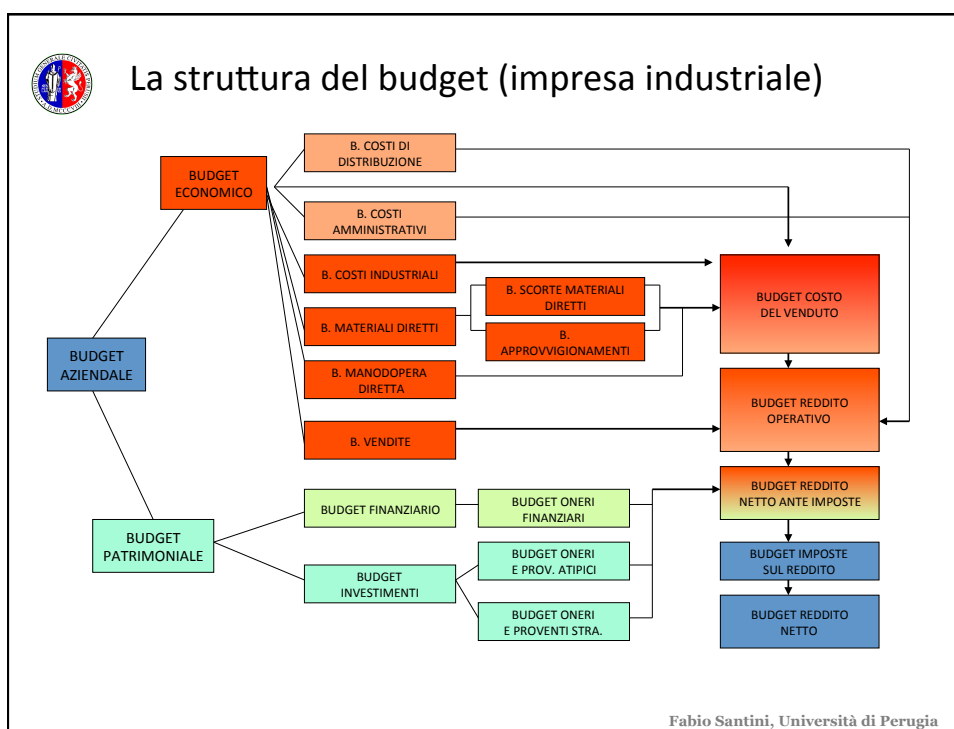 La struttura del budget (impresa industriale)
B. COSTI DI
DISTRIBUZIONE
BUDGET
ECONOMICO
B. COSTI
AMMINISTRATIVI
B. COSTI INDUSTRIALI
B. SCORTE MATERIALI
DIRETTI
BUDGET COSTO
DEL VENDUTO
B. MATERIALI DIRETTI
B.
APPROVVIGIONAMENTI
BUDGET
AZIENDALE
B. MANODOPERA
DIRETTA
BUDGET REDDITO
OPERATIVO
B. VENDITE
BUDGET REDDITO
NETTO ANTE IMPOSTE
BUDGET FINANZIARIO
BUDGET ONERI
FINANZIARI
BUDGET
PATRIMONIALE
BUDGET ONERI
E PROV. ATIPICI
BUDGET IMPOSTE
SUL REDDITO
BUDGET
INVESTIMENTI
BUDGET ONERI
E PROVENTI STRA.
BUDGET REDDITO
NETTO
Fabio Santini, Università di Perugia